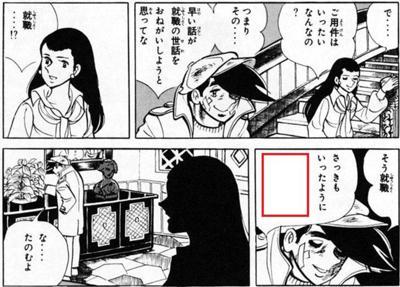 で・・・・
ご用件は
いったい
なんなの
?
つまり
その・・・
早い話が
就職の世話を
おねがいしようと
思ってな
就職
・・・・!?
そう就職
さっきも
いったように
な・・・・
たのむよ